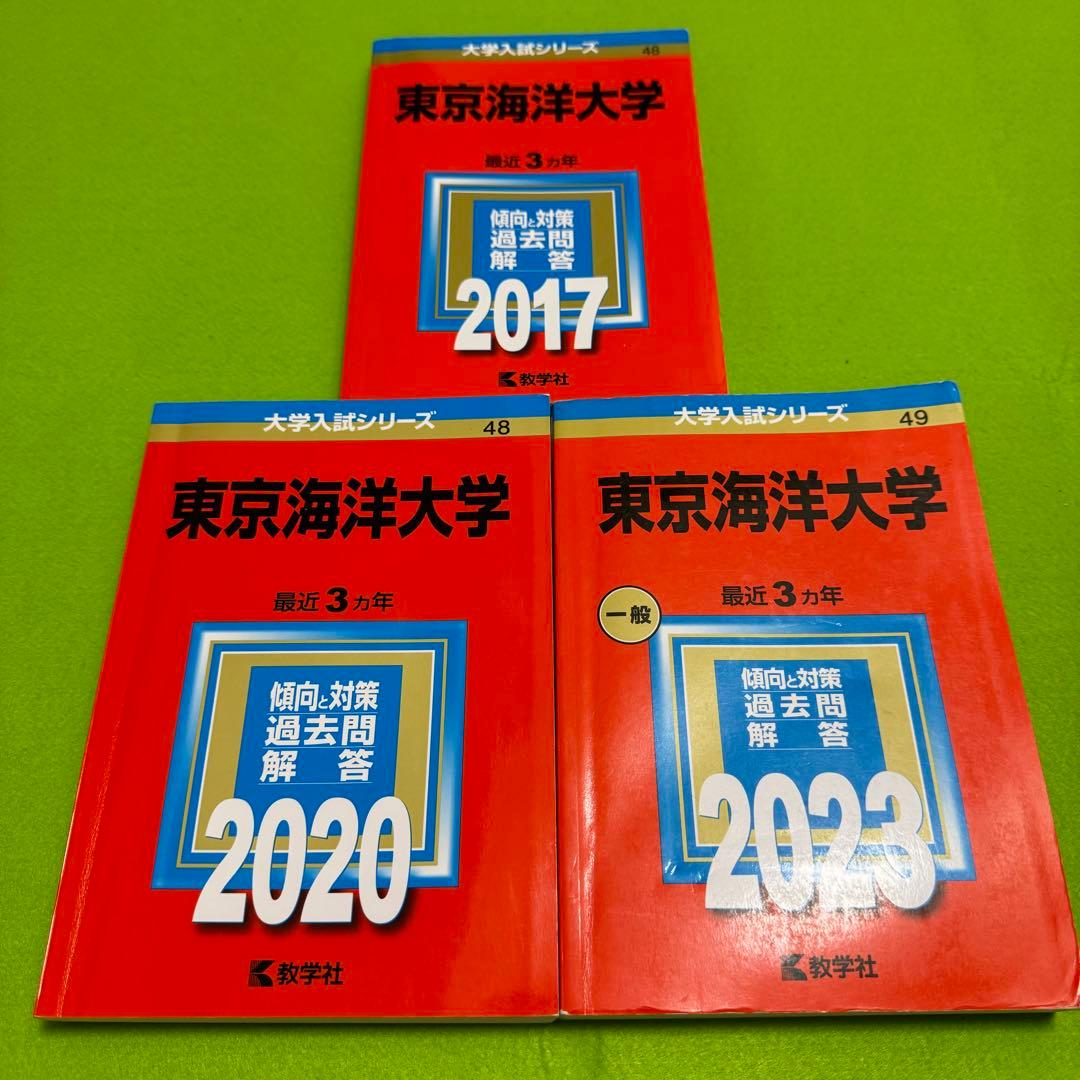 大学入試シリーズ 48
東京海洋大学
最近3カ年
傾向と対策
過去問
解答
2017
教学社
大学入試シリーズ 48
東京海洋大学
最近3カ年
傾向と対策
過去問
解答
2020
教学社
大学入試シリーズ 49
東京海洋大学
最近3カ年
一般
傾向と対策
過去問
解答
2023
教学社